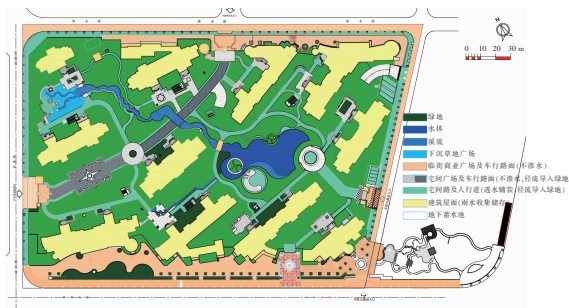 N
0 10 20 30 m
绿地
水体
溪流
下沉草地广场
临街商业广场及车行路面(不渗水)
宅间广场及车行路面(不渗水,径流导入绿地)
宅间路及人行道(透水铺装,径流导入绿地)
建筑屋面(雨水收集储存)
地下蓄水池